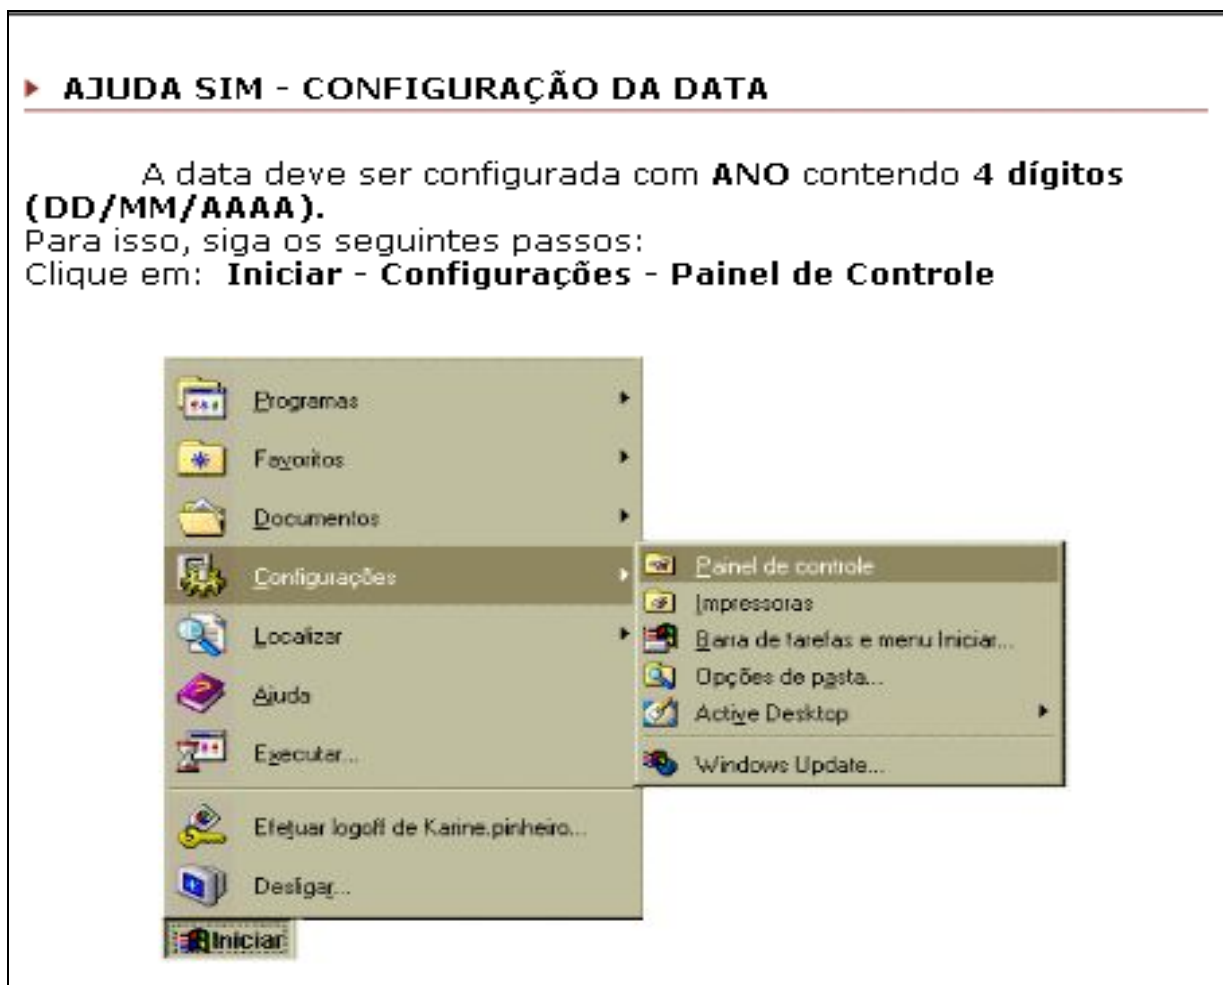 AJUDA SIM - CONFIGURAÇÃO DA DATA
A data deve ser configurada com ANO contendo 4 dígitos
(DD/MM/AAAA).
Para isso, siga os seguintes passos:
Clique em: Iniciar - Configurações - Painel de Controle
Programas
Favoritos
Documentos
Configurações
Localizar
Ajuda
Executar...
Efetuar logoff de Karine.pinheiro...
Desligar...
Iniciar
Painel de controle
Impressoras
Barra de tarefas e menu Iniciar...
Opções de pasta...
Active Desktop
Windows Update...